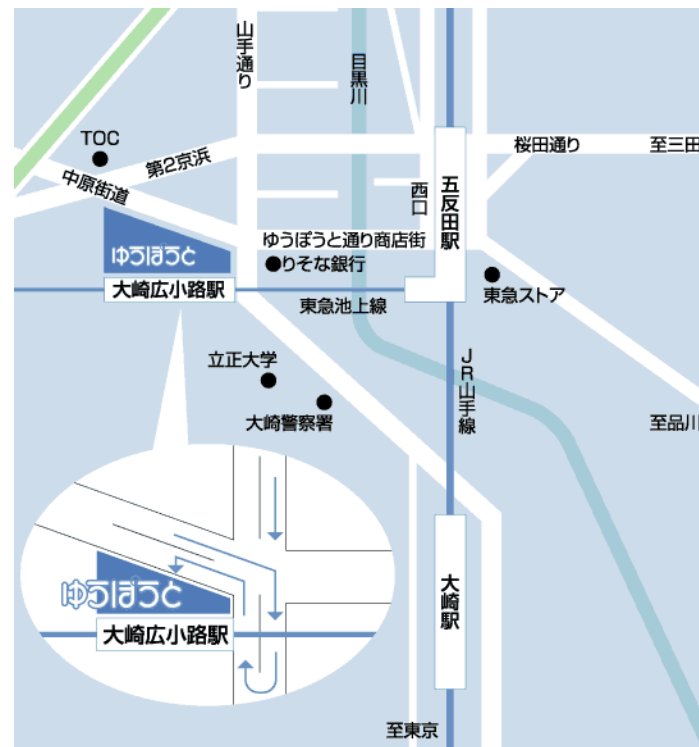 山手通り
目黒川
TOC
第2京浜
桜田通り
至三田
中原街道
西口
五反田駅
ゆうぽうと通り商店街
ゆうぽうと
りそな銀行
大崎広小路駅
東急池上線
東急ストア
JR山手線
立正大学
大崎警察署
至品川
ゆうぽうと
大崎広小路駅
大崎駅
至東京